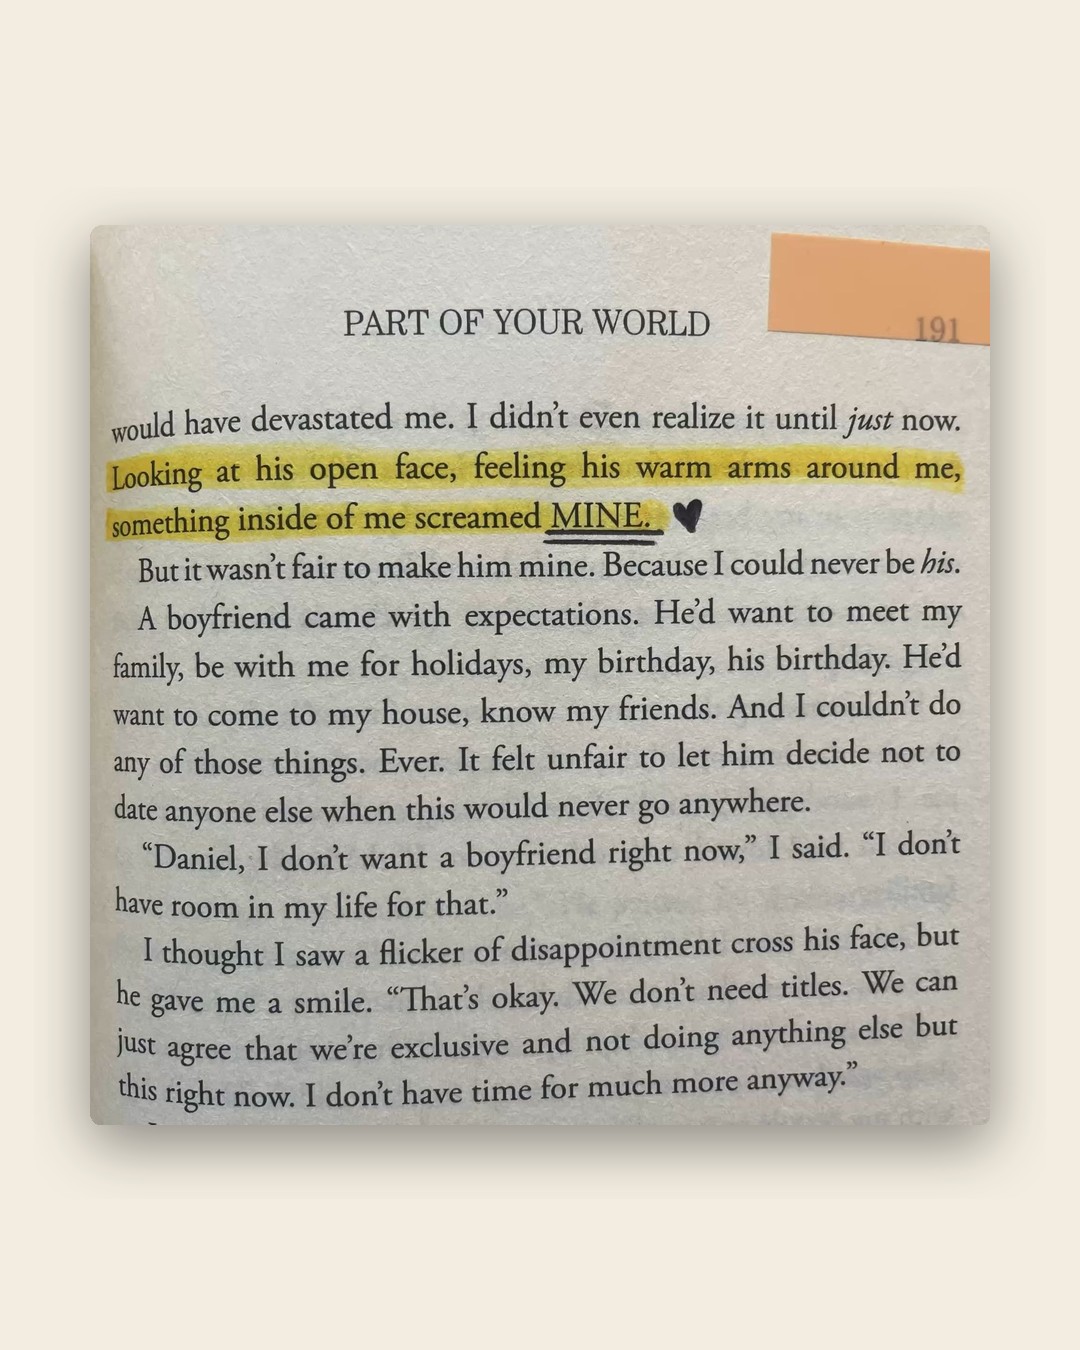 PART OF YOUR WORLD
191
would have devastated me. I didn’t even realize it until just now.
Looking at his open face, feeling his warm arms around me,
something inside of me screamed MINE.
But it wasn’t fair to make him mine. Because I could never be his.
A boyfriend came with expectations. He’d want to meet my
family, be with me for holidays, my birthday, his birthday. He’d
want to come to my house, know my friends. And I couldn’t do
any of those things. Ever. It felt unfair to let him decide not to
date anyone else when this would never go anywhere.
“Daniel, I don’t want a boyfriend right now,” I said. “I don’t
have room in my life for that.”
I thought I saw a flicker of disappointment cross his face, but
he gave me a smile. “That’s okay. We don’t need titles. We can
just agree that we’re exclusive and not doing anything else but
this right now. I don’t have time for much more anyway.”